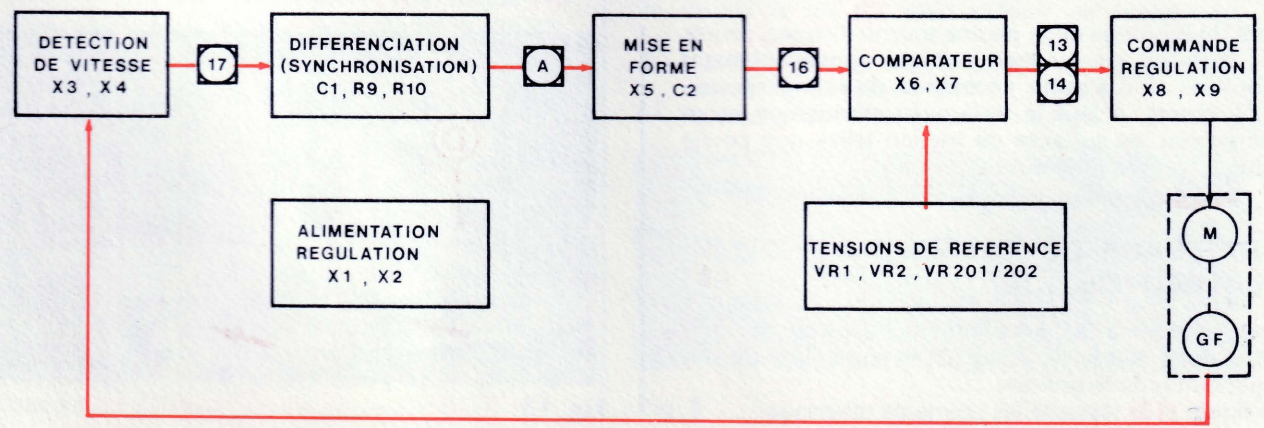 DETECTION
DE VITESSE
X3 , X4
17
DIFFERENCIATION
(SYNCHRONISATION)
C1, R9, R10
A
MISE EN
FORME
X5 , C2
16
COMPARATEUR
X6, X7
13
14
COMMANDE
REGULATION
X8 , X9
ALIMENTATION
REGULATION
X1 , X2
TENSIONS DE REFERENCE
VR1 , VR2 , VR 201 / 202
M
GF